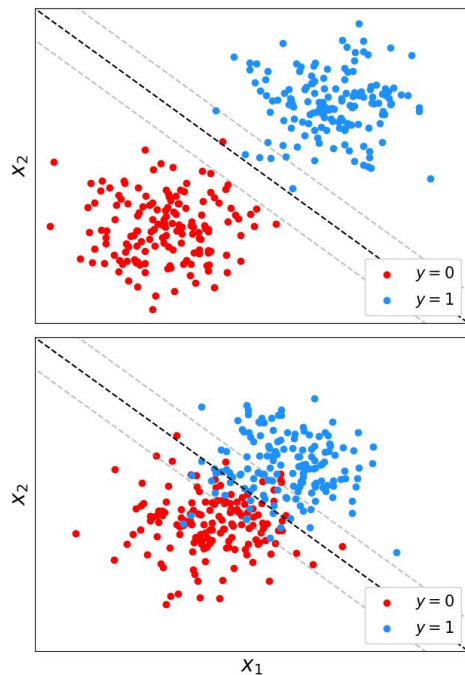 x₂
y = 0
y = 1
x₂
y = 0
y = 1
x₁